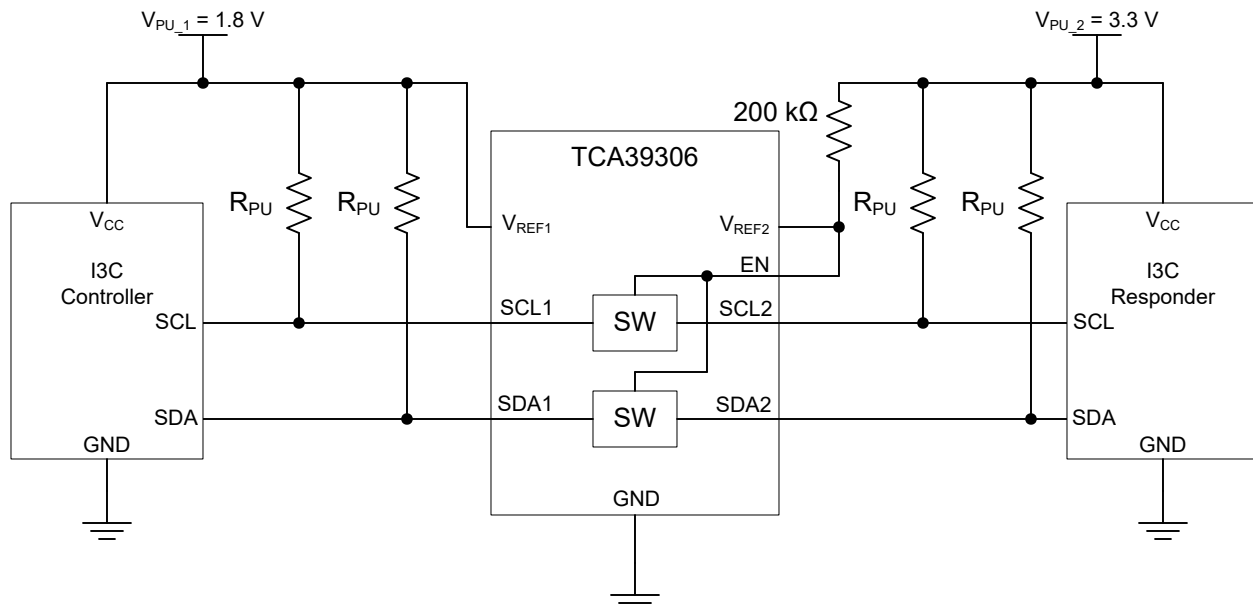 V_PU_1 = 1.8 V
V_PU_2 = 3.3 V
200 kΩ
TCA39306
R_PU
R_PU
R_PU
R_PU
V_CC
V_REF1
V_REF2
V_CC
I3C
Controller
EN
I3C
Responder
SCL
SCL1
SW
SCL2
SCL
SDA
SDA1
SW
SDA2
SDA
GND
GND
GND